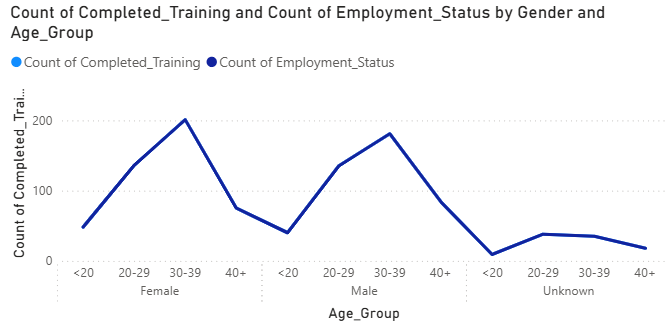 Count of Completed_Training and Count of Employment_Status by Gender and
Age_Group
Count of Completed_Training Count of Employment_Status
Count of Completed_Trai...
200
100
0
<20 20-29 30-39 40+ <20 20-29 30-39 40+ <20 20-29 30-39 40+
Female Male Unknown
Age_Group